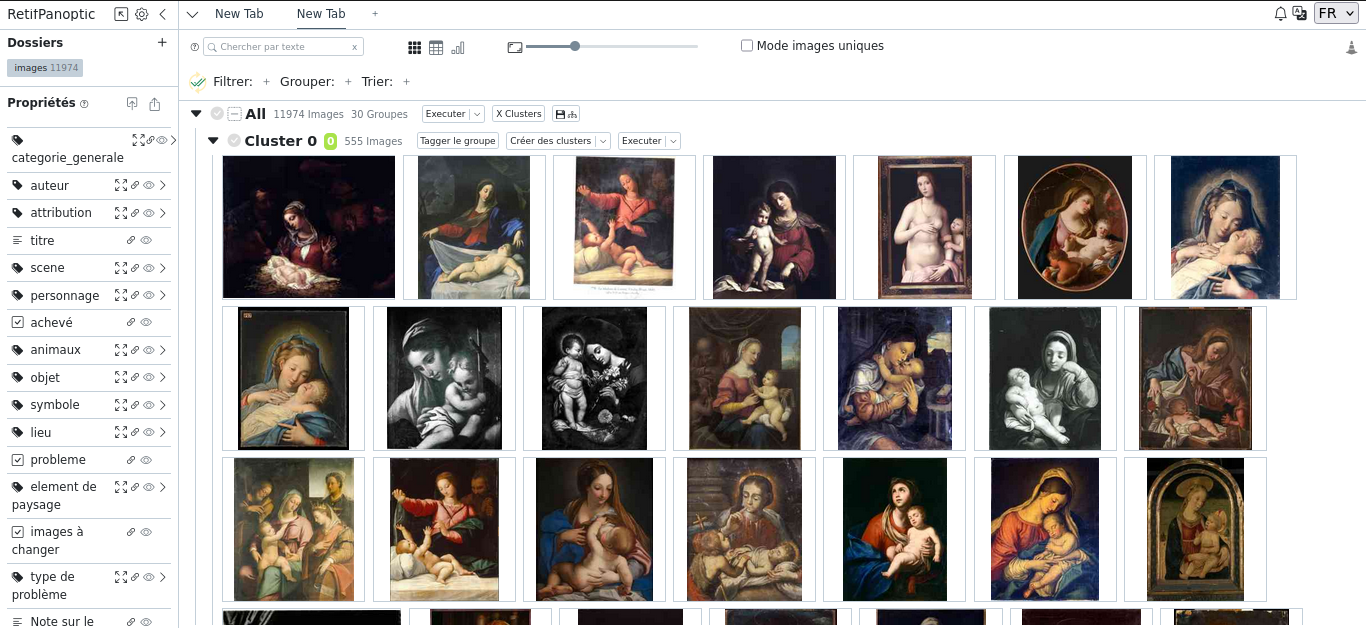 RetifPanoptic
New Tab
New Tab
+
FR
Dossiers
+
images 11974
Chercher par texte
x
Mode images uniques
Filtrer: +
Grouper: +
Trier: +
Propriétés
categorie_generale
auteur
attribution
titre
scene
personnage
achevé
animaux
objet
symbole
lieu
probleme
element de
paysage
images à
changer
type de
problème
Note sur le
All 11974 Images 30 Groupes Executer X Clusters
Cluster 0 0 555 Images Tagger le groupe Créer des clusters Executer